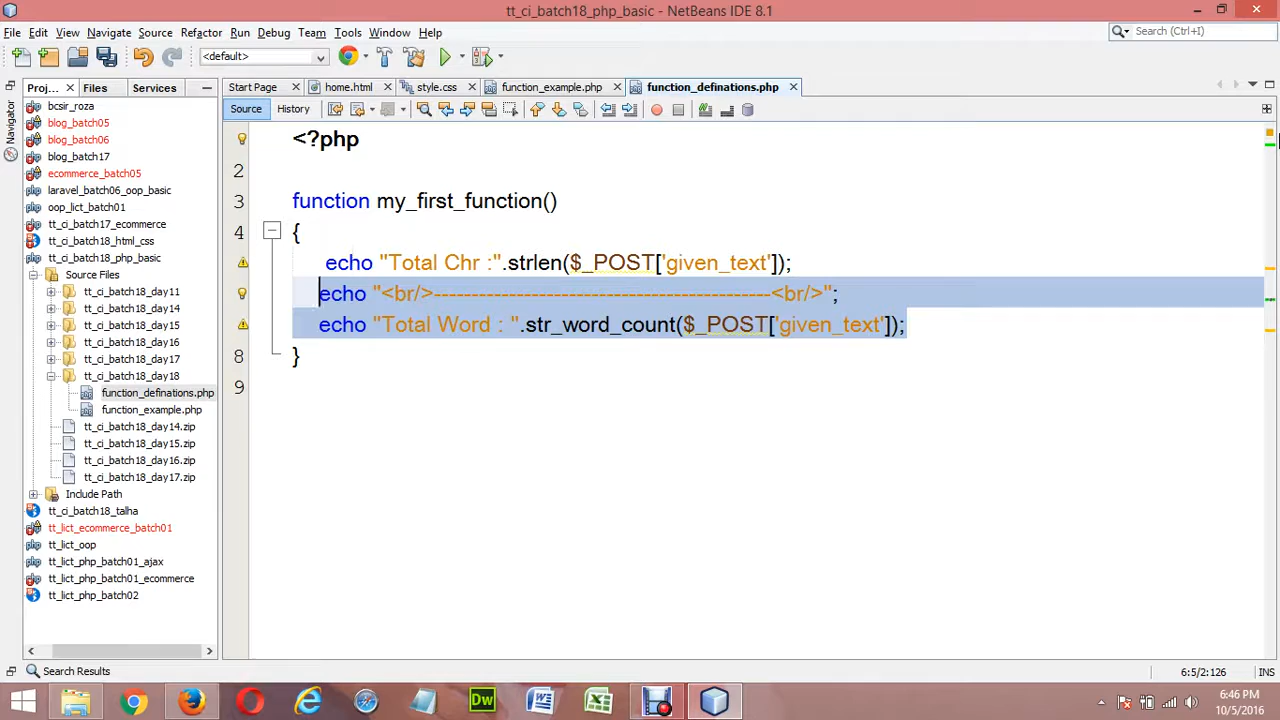 tt_ci_batch18_php_basic - NetBeans IDE 8.1
File Edit View Navigate Source Refactor Run Debug Team Tools Window Help
Search (Ctrl+I)
<default>
Proj... Files Services
Start Page home.html style.css function_example.php function_definations.php
Source History
Navigator
bcsir_roza
blog_batch05
blog_batch06
blog_batch17
ecommerce_batch05
laravel_batch06_oop_basic
oop_lict_batch01
tt_ci_batch17_ecommerce
tt_ci_batch18_html_css
tt_ci_batch18_php_basic
Source Files
tt_ci_batch18_day11
tt_ci_batch18_day14
tt_ci_batch18_day15
tt_ci_batch18_day16
tt_ci_batch18_day17
tt_ci_batch18_day18
function_definations.php
function_example.php
tt_ci_batch18_day14.zip
tt_ci_batch18_day15.zip
tt_ci_batch18_day16.zip
tt_ci_batch18_day17.zip
Include Path
tt_ci_batch18_talha
tt_lict_ecommerce_batch01
tt_lict_oop
tt_lict_php_batch01_ajax
tt_lict_php_batch01_ecommerce
tt_lict_php_batch02
<?php
2
3 function my_first_function()
4 {
echo "Total Chr :".strlen($_POST['given_text']);
echo "<br/>---------------------------------------------<br/>";
echo "Total Word : ".str_word_count($_POST['given_text']);
8 }
9
Search Results
6:5/2:126 INS
Dw
6:46 PM
10/5/2016